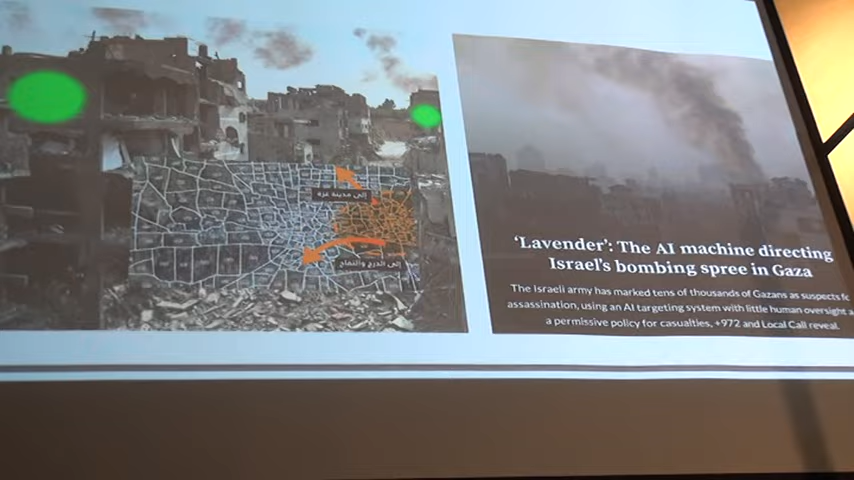 إلى مدينة غزة
إلى الدرج والتفاح
'Lavender': The AI machine directing
Israel's bombing spree in Gaza
The Israeli army has marked tens of thousands of Gazans as suspects fo
assassination, using an AI targeting system with little human oversight a
a permissive policy for casualties, +972 and Local Call reveal.